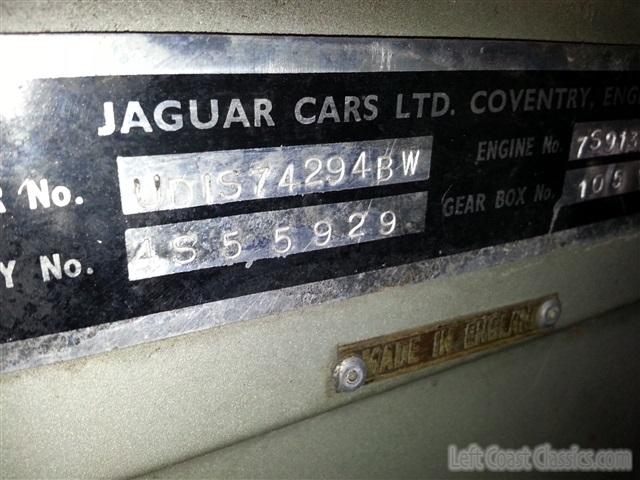 JAGUAR CARS LTD. COVENTRY, ENG
R No. UD1S74294BW ENGINE No. 7S91
Y No. 4S55929 GEAR BOX No. 105
MADE IN ENGLAND
Left Coast Classics.com